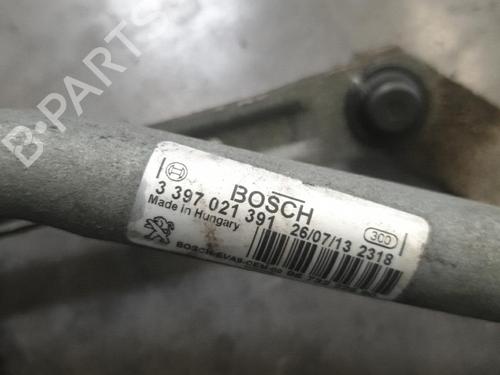 B-PARTS
BOSCH
3 397 021 391 26/07/13 2318
Made in Hungary
300